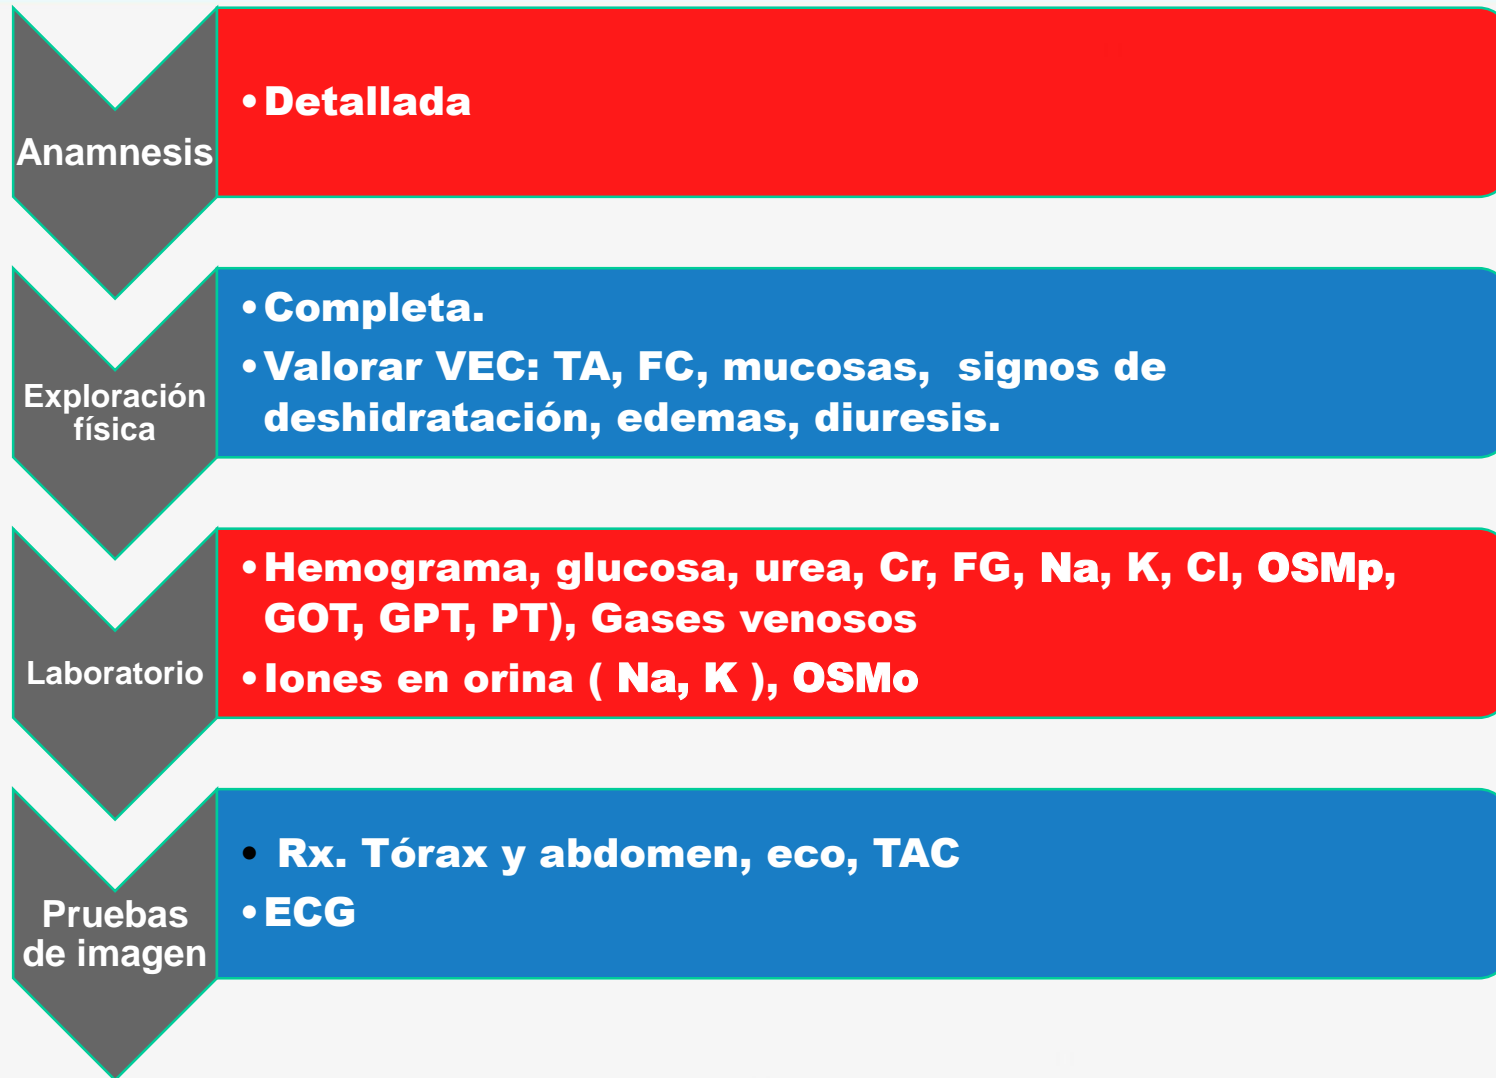 Anamnesis
• Detallada
Exploración
física
• Completa.
• Valorar VEC: TA, FC, mucosas, signos de
deshidratación, edemas, diuresis.
Laboratorio
• Hemograma, glucosa, urea, Cr, FG, Na, K, Cl, OSMp,
GOT, GPT, PT), Gases venosos
• Iones en orina ( Na, K ), OSMo
Pruebas
de imagen
• Rx. Tórax y abdomen, eco, TAC
• ECG